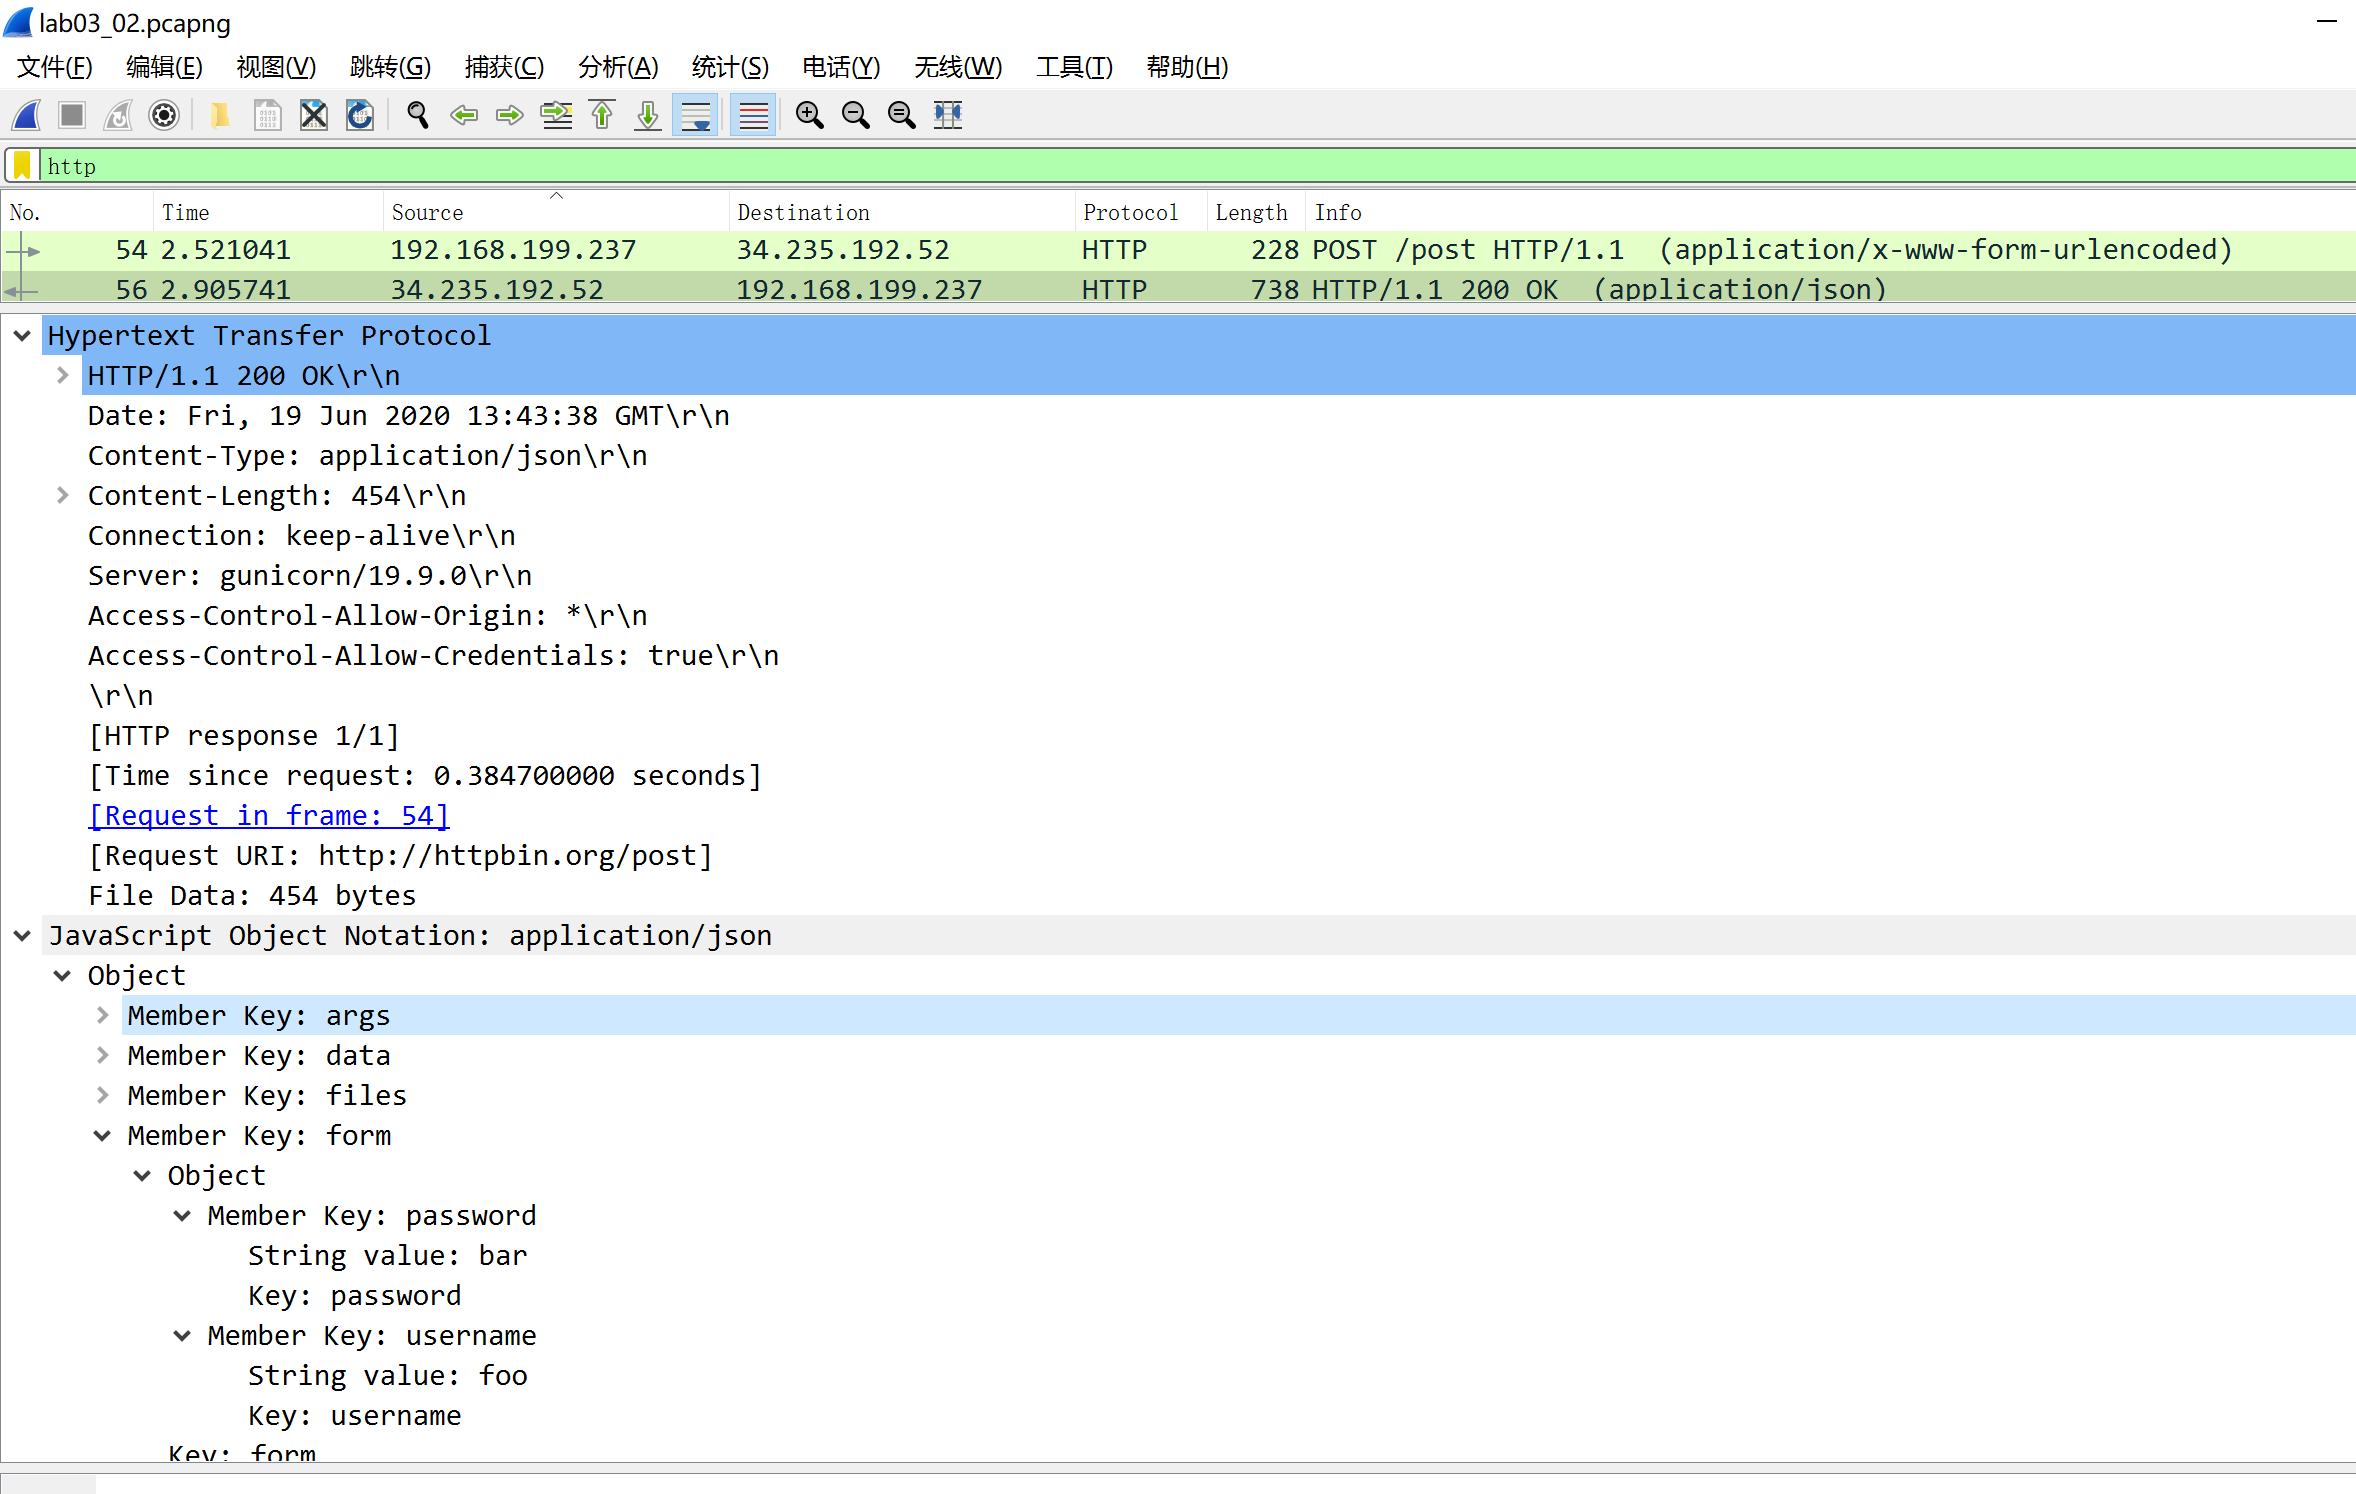 lab03_02.pcapng
文件(F) 编辑(E) 视图(V) 跳转(G) 捕获(C) 分析(A) 统计(S) 电话(Y) 无线(W) 工具(T) 帮助(H)
http
No. Time Source Destination Protocol Length Info
54 2.521041 192.168.199.237 34.235.192.52 HTTP 228 POST /post HTTP/1.1  (application/x-www-form-urlencoded)
56 2.905741 34.235.192.52 192.168.199.237 HTTP 738 HTTP/1.1 200 OK  (application/json)
Hypertext Transfer Protocol
HTTP/1.1 200 OK\r\n
Date: Fri, 19 Jun 2020 13:43:38 GMT\r\n
Content-Type: application/json\r\n
Content-Length: 454\r\n
Connection: keep-alive\r\n
Server: gunicorn/19.9.0\r\n
Access-Control-Allow-Origin: *\r\n
Access-Control-Allow-Credentials: true\r\n
\r\n
[HTTP response 1/1]
[Time since request: 0.384700000 seconds]
[Request in frame: 54]
[Request URI: http://httpbin.org/post]
File Data: 454 bytes
JavaScript Object Notation: application/json
Object
Member Key: args
Member Key: data
Member Key: files
Member Key: form
Object
Member Key: password
String value: bar
Key: password
Member Key: username
String value: foo
Key: username
Key: form